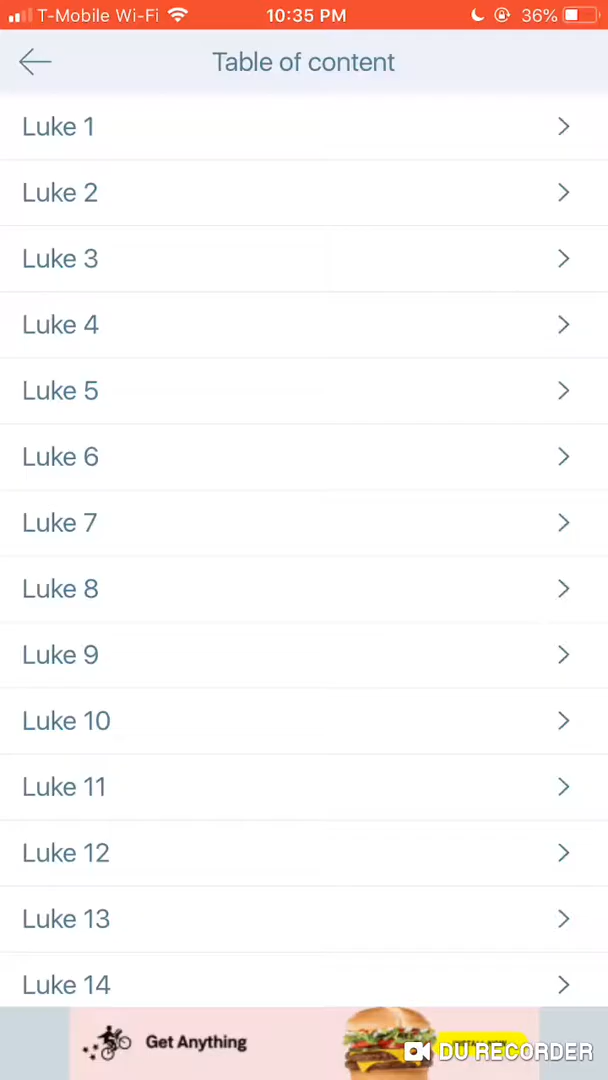 T-Mobile Wi-Fi 10:35 PM 36%
Table of content
Luke 1
Luke 2
Luke 3
Luke 4
Luke 5
Luke 6
Luke 7
Luke 8
Luke 9
Luke 10
Luke 11
Luke 12
Luke 13
Luke 14
Get Anything
DU RECORDER